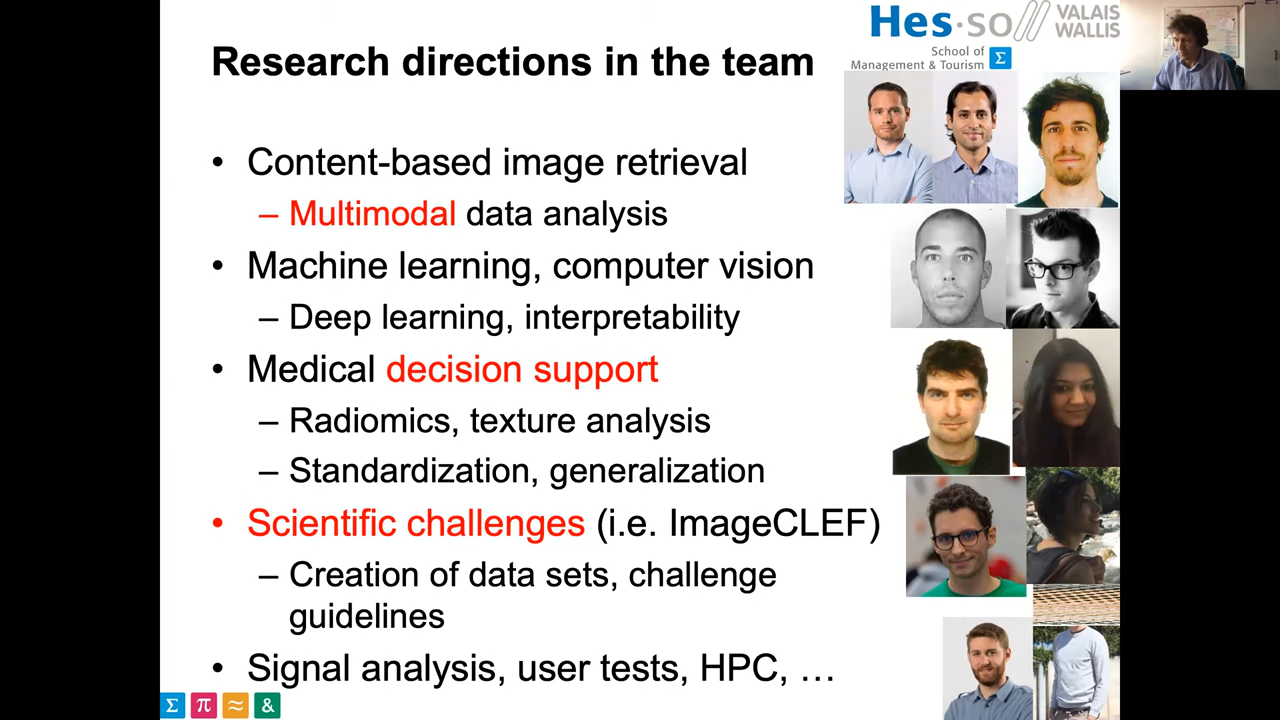 Hes·so VALAIS
WALLIS
School of
Management & Tourism Σ
Research directions in the team
• Content-based image retrieval
– Multimodal data analysis
• Machine learning, computer vision
– Deep learning, interpretability
• Medical decision support
– Radiomics, texture analysis
– Standardization, generalization
• Scientific challenges (i.e. ImageCLEF)
– Creation of data sets, challenge
guidelines
• Signal analysis, user tests, HPC, …
Σ π ≈ &